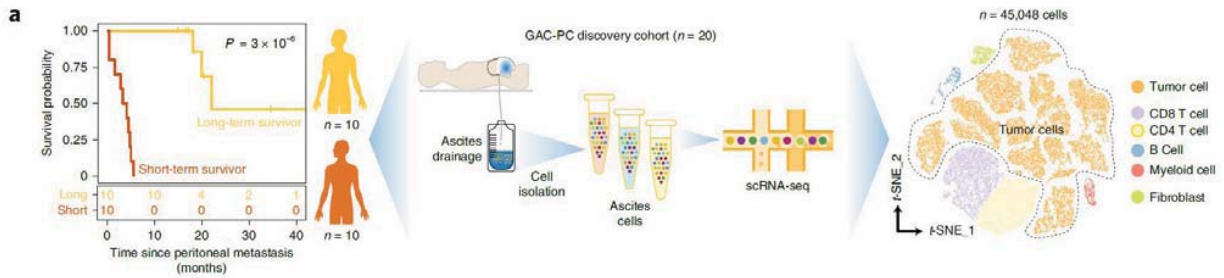 a
P = 3 × 10⁻⁶
Survival probability
1.00
0.75
0.50
0.25
0
Long-term survivor
Short-term survivor
Long 10 10 4 2 1
Short 10 0 0 0 0
0 10 20 30 40
Time since peritoneal metastasis
(months)
n = 10
n = 10
GAC-PC discovery cohort (n = 20)
Ascites
drainage
Cell
isolation
Ascites
cells
scRNA-seq
n = 45,048 cells
Tumor cells
t-SNE_2
t-SNE_1
Tumor cell
CD8 T cell
CD4 T cell
B Cell
Myeloid cell
Fibroblast